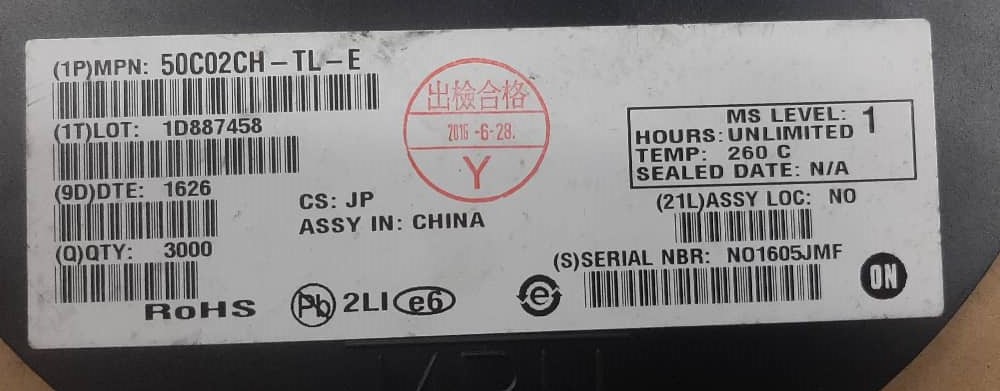 (1P)MPN: 50C02CH-TL-E
(1T)LOT: 1D887458
(9D)DTE: 1626
(Q)QTY: 3000
RoHS
CS: JP
ASSY IN: CHINA
Pb 2LI e6
出檢合格
2016-6-28.
Y
MS LEVEL: 1
HOURS: UNLIMITED
TEMP: 260 C
SEALED DATE: N/A
(21L)ASSY LOC: NO
(S)SERIAL NBR: NO1605JMF
e
ON